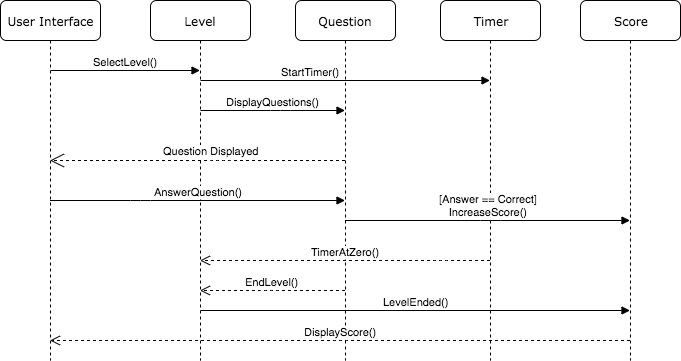 User Interface
Level
Question
Timer
Score
SelectLevel()
StartTimer()
DisplayQuestions()
Question Displayed
AnswerQuestion()
[Answer == Correct]
IncreaseScore()
TimerAtZero()
EndLevel()
LevelEnded()
DisplayScore()